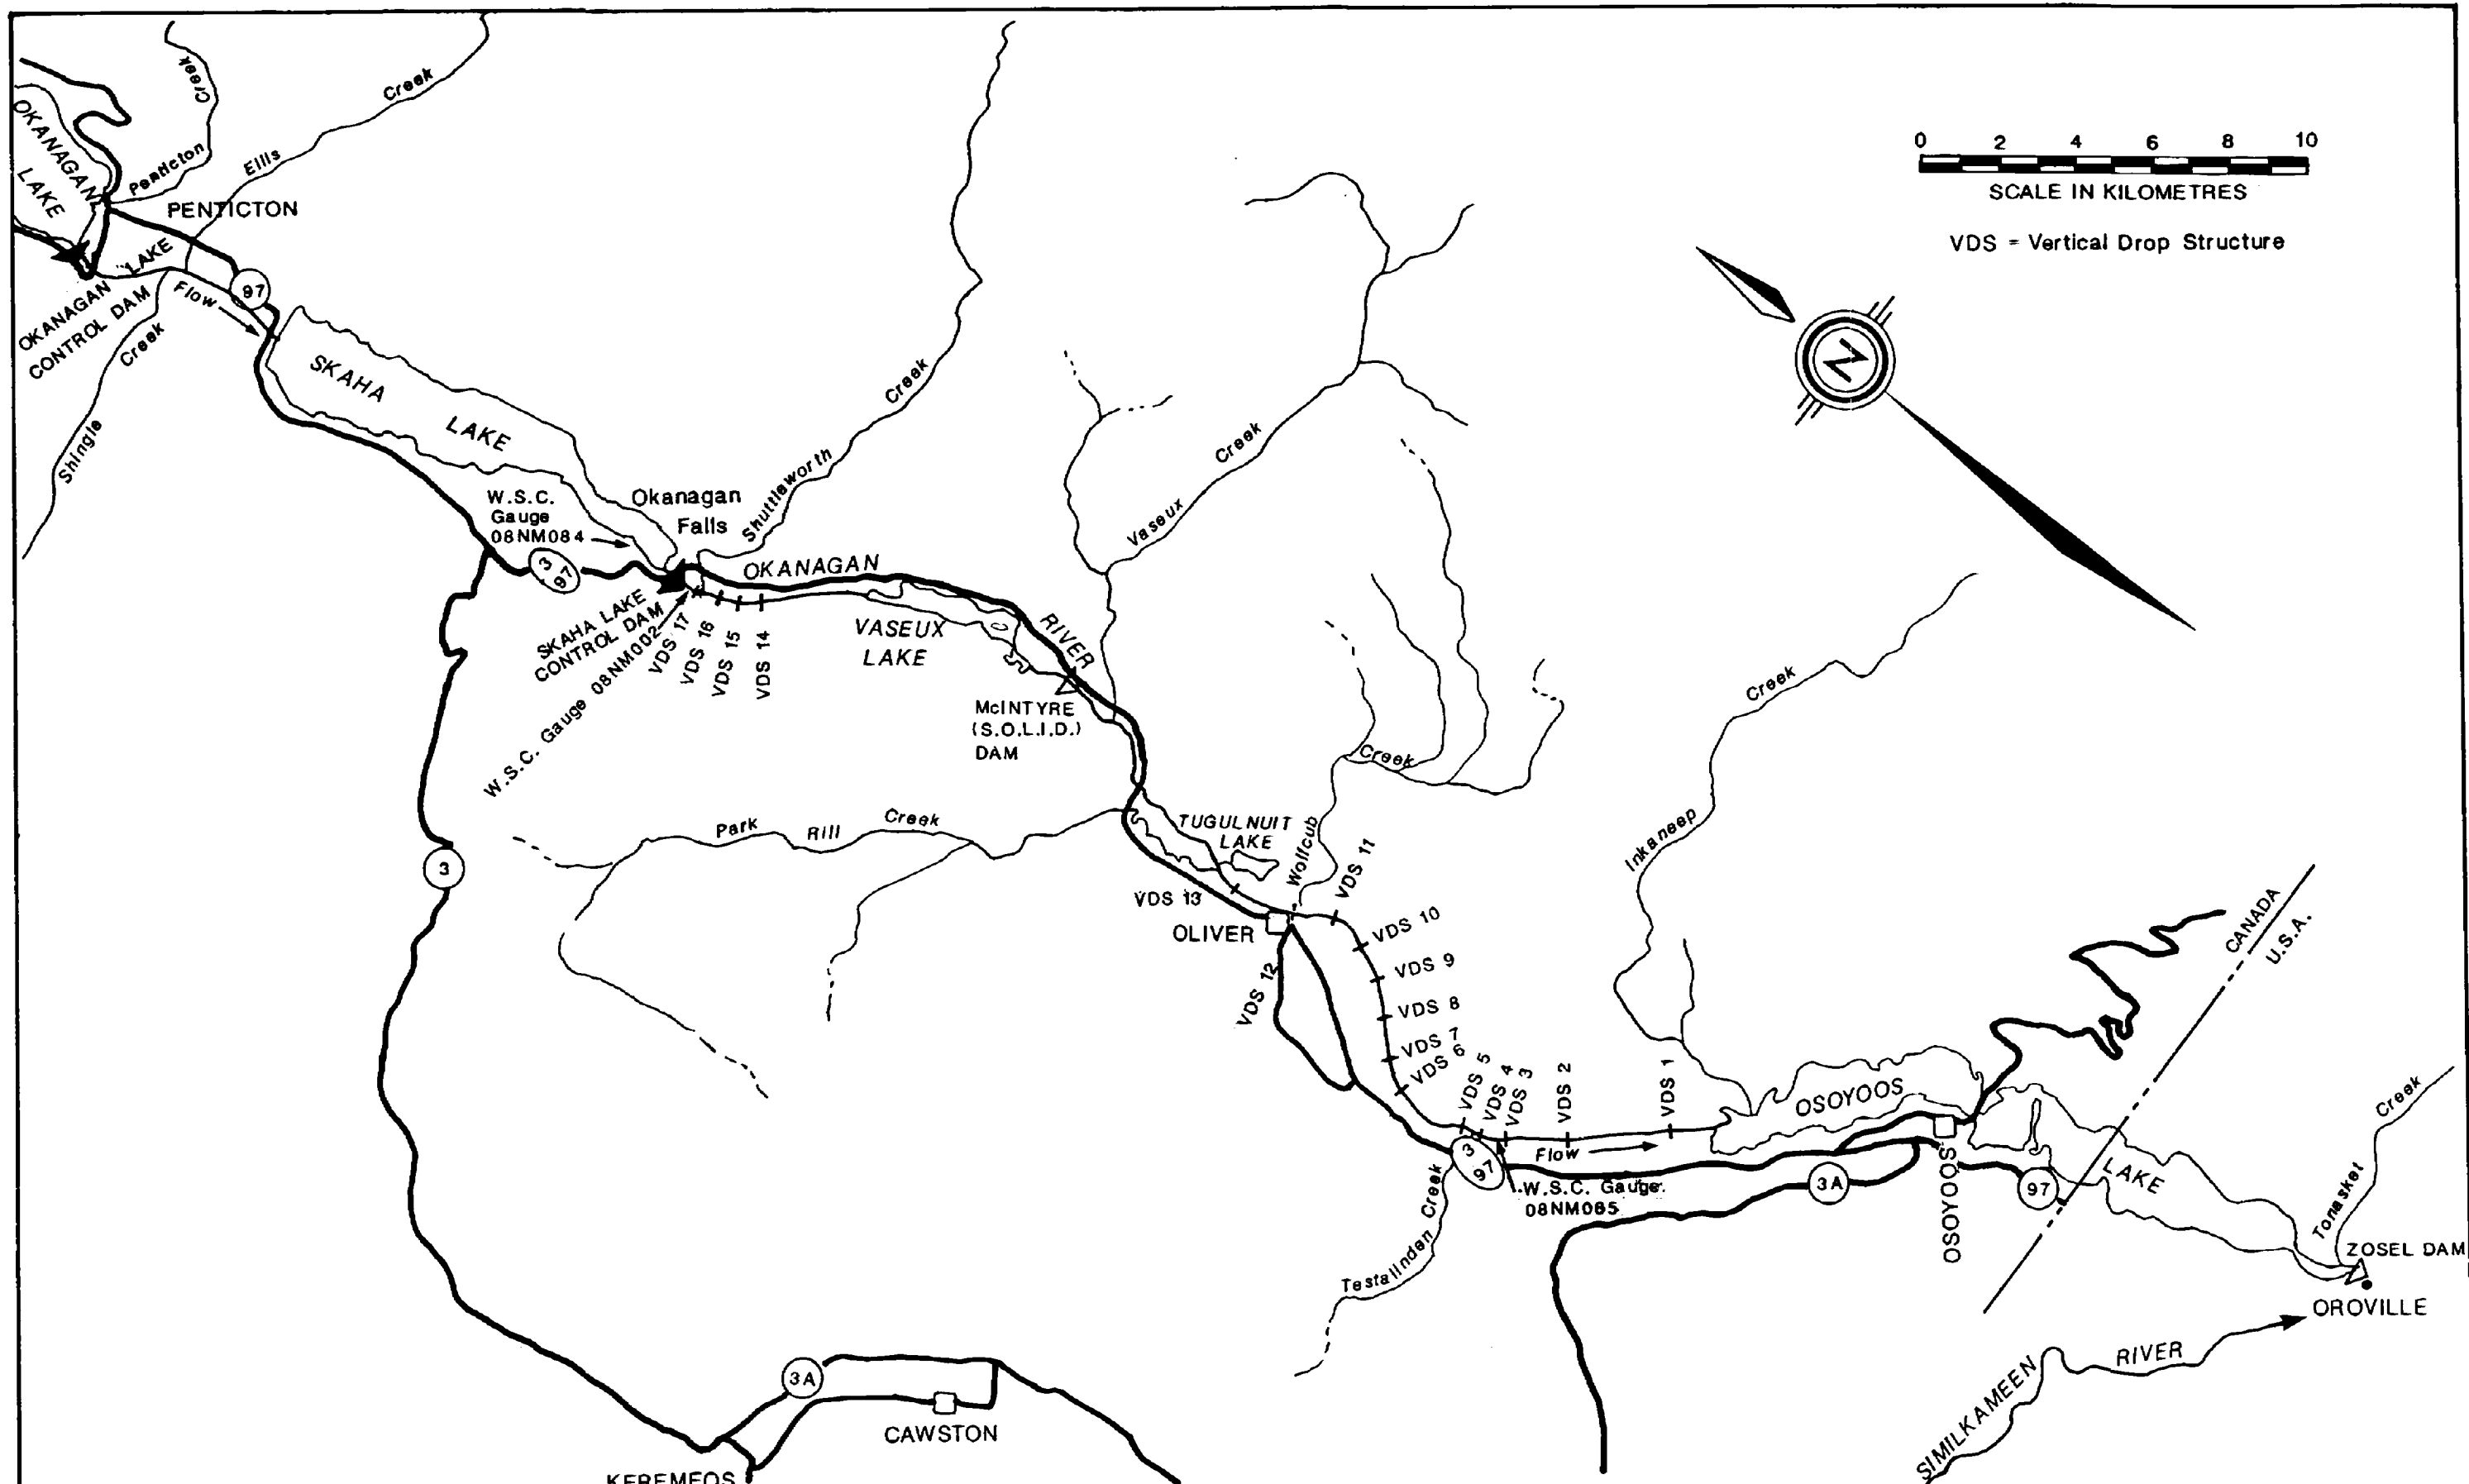 0 2 4 6 8 10
SCALE IN KILOMETRES
VDS = Vertical Drop Structure
N
Creek
Penticton
Ellis
Creek
OKANAGAN
LAKE
PENTICTON
"LAKE
OKANAGAN
CONTROL DAM
Flow
97
Shingle
Creek
SKAHA
LAKE
W.S.C.
Gauge
08NM084
Okanagan
Falls
Shuttleworth
Creek
3
97
OKANAGAN
RIVER
SKAHA LAKE
CONTROL DAM
W.S.C. Gauge 08NM002
VDS 17
VDS 16
VDS 15
VDS 14
VASEUX
LAKE
McINTYRE
(S.O.L.I.D.)
DAM
Vaseux
Creek
Park Rill Creek
TUGULNUIT
LAKE
Wolfcub
Creek
VDS 13
OLIVER
VDS 12
VDS 11
VDS 10
VDS 9
VDS 8
VDS 7
VDS 6
VDS 5
VDS 4
VDS 3
VDS 2
VDS 1
Inkaneep
Creek
CANADA
U.S.A.
3
3
97
Flow
W.S.C. Gauge
08NM085
Testalinden Creek
OSOYOOS
LAKE
OSOYOOS
3A
97
Tonasket
Creek
ZOSEL DAM
OROVILLE
SIMILKAMEEN
RIVER
3A
CAWSTON
KEREMEOS